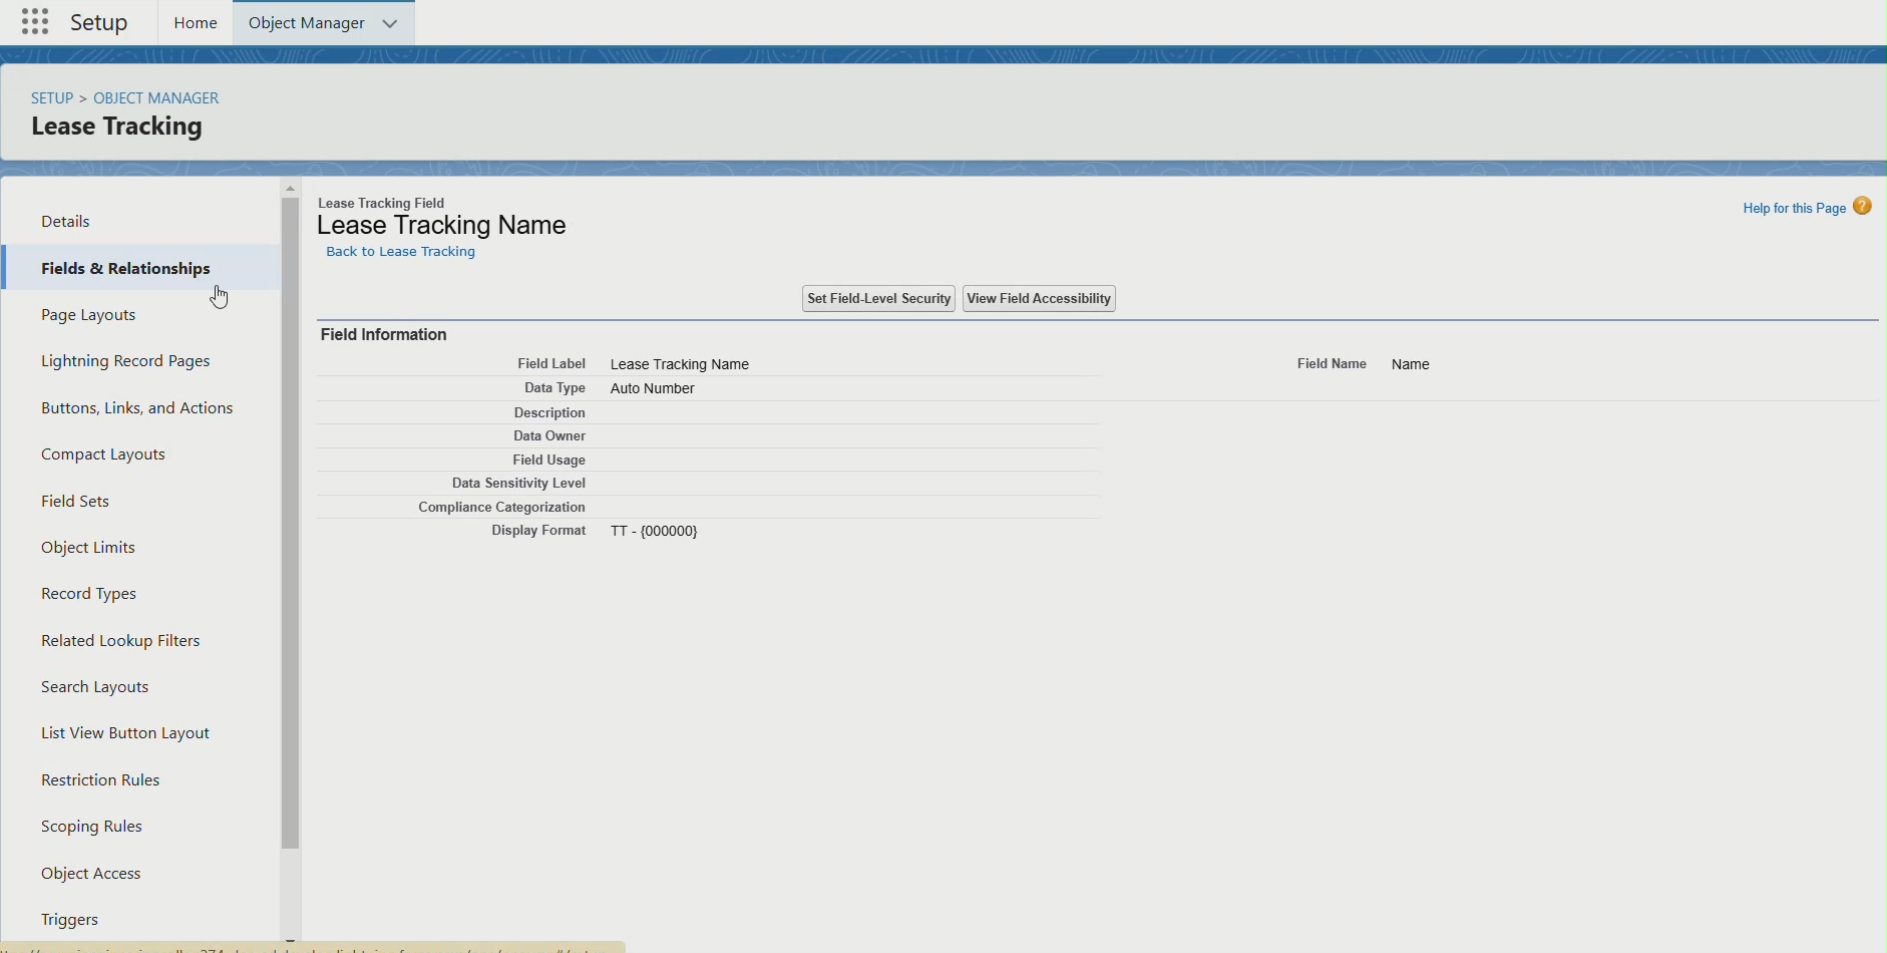 Setup
Home
Object Manager
SETUP > OBJECT MANAGER
Lease Tracking
Details
Fields & Relationships
Page Layouts
Lightning Record Pages
Buttons, Links, and Actions
Compact Layouts
Field Sets
Object Limits
Record Types
Related Lookup Filters
Search Layouts
List View Button Layout
Restriction Rules
Scoping Rules
Object Access
Triggers
Lease Tracking Field
Lease Tracking Name
Back to Lease Tracking
Help for this Page ?
Set Field-Level Security
View Field Accessibility
Field Information
Field Label Lease Tracking Name Field Name Name
Data Type Auto Number
Description
Data Owner
Field Usage
Data Sensitivity Level
Compliance Categorization
Display Format TT - {000000}